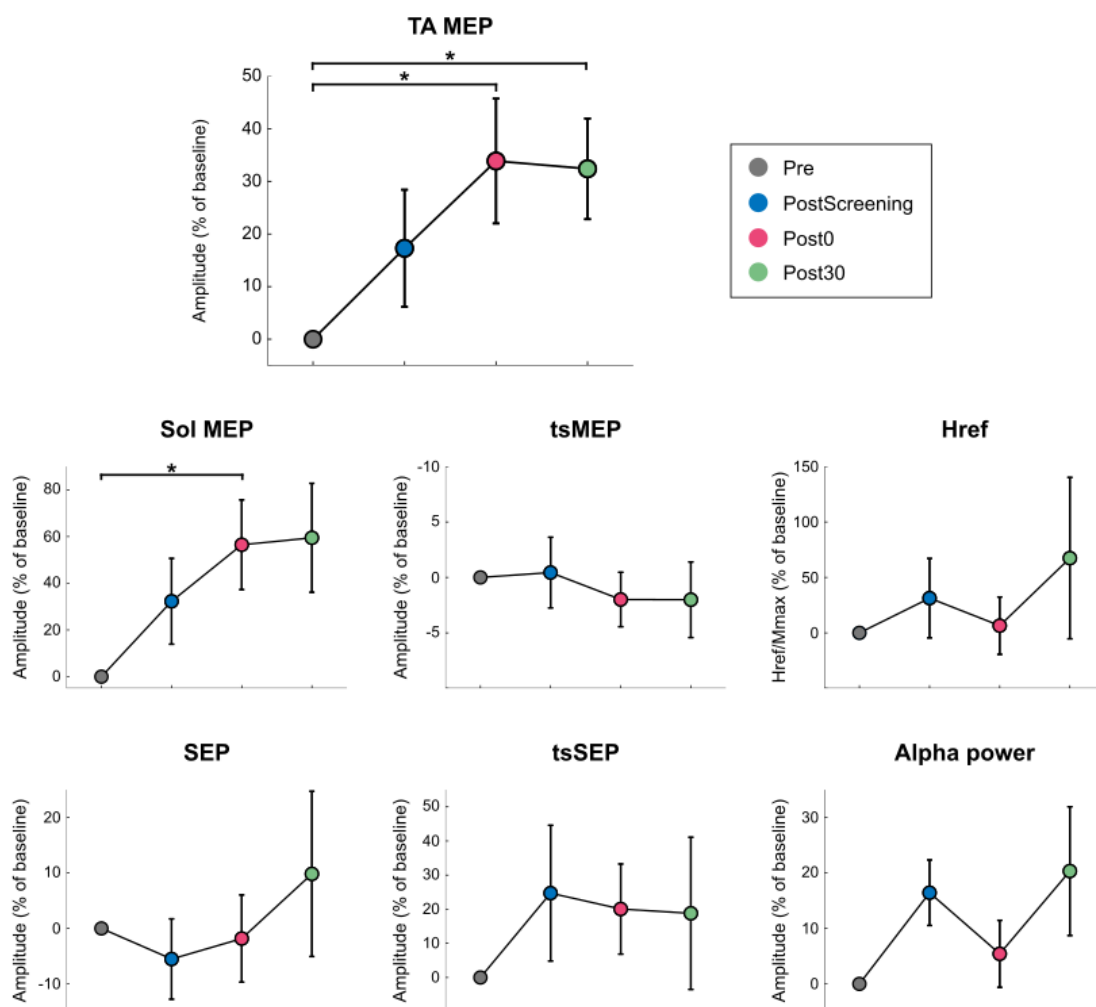 TA MEP
*
*
Amplitude (% of baseline)
50
40
30
20
10
0
Pre
PostScreening
Post0
Post30
Sol MEP
*
Amplitude (% of baseline)
80
60
40
20
0
tsMEP
Amplitude (% of baseline)
-10
5
0
-5
Href
Href/Mmax (% of baseline)
150
100
50
0
SEP
Amplitude (% of baseline)
20
10
0
-10
tsSEP
Amplitude (% of baseline)
50
40
30
20
10
0
Alpha power
Amplitude (% of baseline)
30
20
10
0